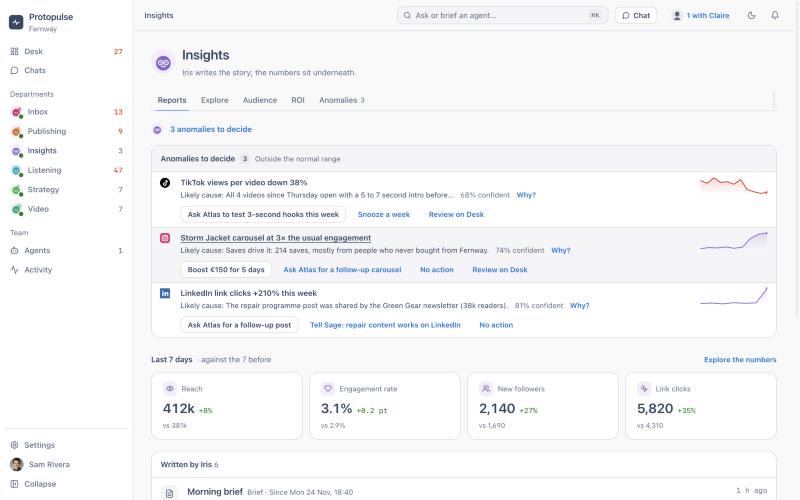 Protopulse
Fernway
Desk 27
Chats
Departments
Inbox 13
Publishing 9
Insights 3
Listening 47
Strategy 7
Video 7
Team
Agents 1
Activity
Settings
Sam Rivera
Collapse
Insights
Ask or brief an agent... ⌘K
Chat
1 with Claire
Insights
Iris writes the story; the numbers sit underneath.
Reports Explore Audience ROI Anomalies 3
3 anomalies to decide
Anomalies to decide 3 Outside the normal range
TikTok views per video down 38%
Likely cause: All 4 videos since Thursday open with a 5 to 7 second intro before... 68% confident Why?
Ask Atlas to test 3-second hooks this week Snooze a week Review on Desk
Storm Jacket carousel at 3× the usual engagement
Likely cause: Saves drive it: 214 saves, mostly from people who never bought from Fernway. 74% confident Why?
Boost €150 for 5 days Ask Atlas for a follow-up carousel No action Review on Desk
LinkedIn link clicks +210% this week
Likely cause: The repair programme post was shared by the Green Gear newsletter (38k readers). 81% confident Why?
Ask Atlas for a follow-up post Tell Sage: repair content works on LinkedIn No action
Last 7 days · against the 7 before Explore the numbers
Reach
412k +8%
vs 381k
Engagement rate
3.1% +0.2 pt
vs 2.9%
New followers
2,140 +27%
vs 1,690
Link clicks
5,820 +35%
vs 4,310
Written by Iris 6
Morning brief Brief · Since Mon 24 Nov, 18:40 1 h ago